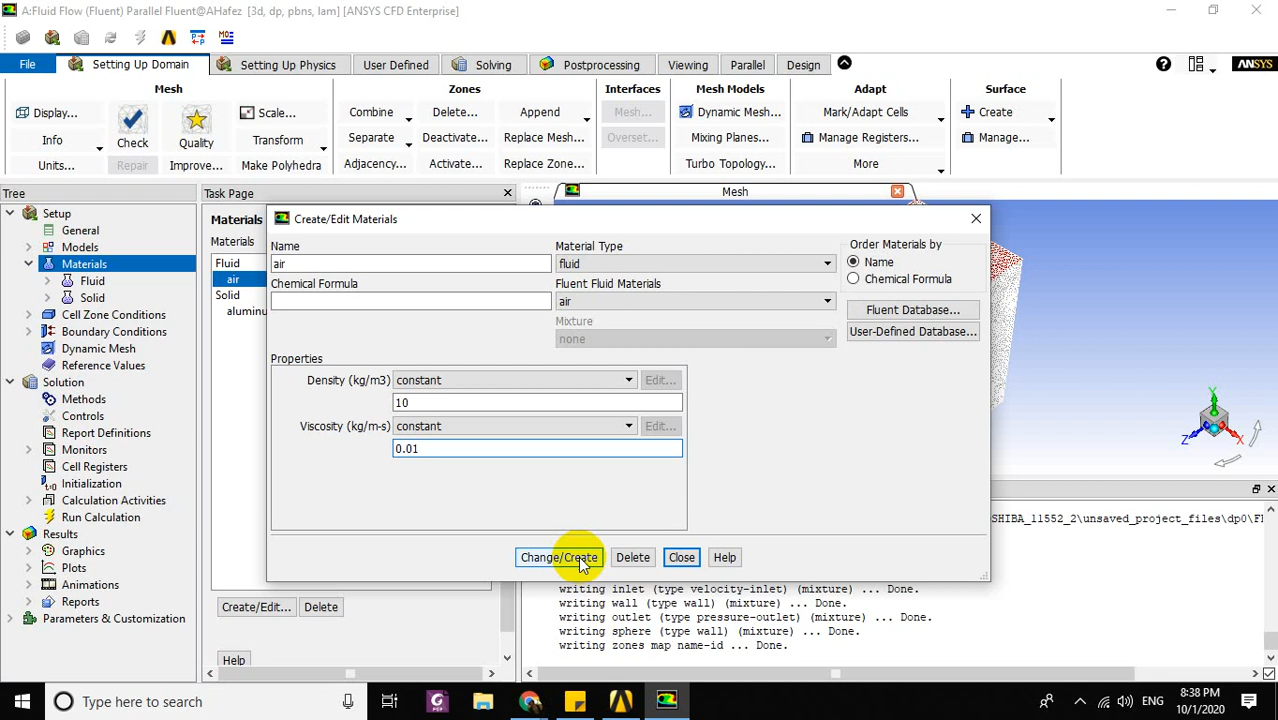 A:Fluid Flow (Fluent) Parallel Fluent@AHafez [3d, dp, pbns, lam] [ANSYS CFD Enterprise]
File Setting Up Domain Setting Up Physics User Defined Solving Postprocessing Viewing Parallel Design ANSYS
Mesh Zones Interfaces Mesh Models Adapt Surface
Display... Scale... Combine Delete... Append Mesh... Dynamic Mesh... Mark/Adapt Cells Create
Info Check Quality Transform Separate Deactivate... Replace Mesh... Overset... Mixing Planes... Manage Registers... Manage...
Units... Repair Improve... Make Polyhedra Adjacency... Activate... Replace Zone... Turbo Topology... More
Tree
Setup
General
Models
Materials
Fluid
Solid
Cell Zone Conditions
Boundary Conditions
Dynamic Mesh
Reference Values
Solution
Methods
Controls
Report Definitions
Monitors
Cell Registers
Initialization
Calculation Activities
Run Calculation
Results
Graphics
Plots
Animations
Reports
Parameters & Customization
Task Page
Materials
Materials
Fluid
air
Solid
aluminu
Create/Edit... Delete
Help
Mesh
Create/Edit Materials
Name
air
Chemical Formula
Material Type
fluid
Fluent Fluid Materials
air
Mixture
none
Order Materials by
Name
Chemical Formula
Fluent Database...
User-Defined Database...
Properties
Density (kg/m3) constant Edit...
10
Viscosity (kg/m-s) constant Edit...
0.01
Change/Create Delete Close Help
Y
Z X
SHIBA_11552_2\unsaved_project_files\dp0\F
writing inlet (type velocity-inlet) (mixture) ... Done.
writing wall (type wall) (mixture) ... Done.
writing outlet (type pressure-outlet) (mixture) ... Done.
writing sphere (type wall) (mixture) ... Done.
writing zones map name-id ... Done.
Type here to search
ENG
8:38 PM
10/1/2020